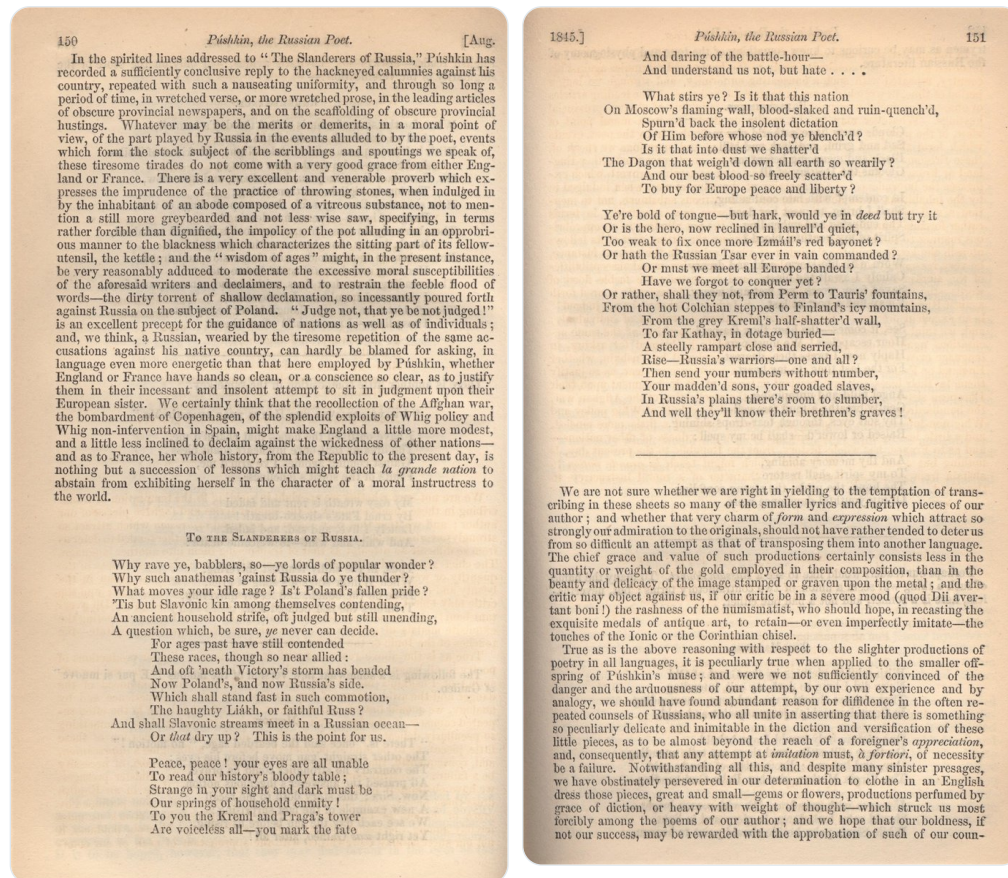 150
Púshkin, the Russian Poet.
[Aug.
In the spirited lines addressed to "The Slanderers of Russia," Púshkin has
recorded a sufficiently conclusive reply to the hackneyed calumnies against his
country, repeated with such a nauseating uniformity, and through so long a
period of time, in wretched verse, or more wretched prose, in the leading articles
of obscure provincial newspapers, and on the scaffolding of obscure provincial
hustings. Whatever may be the merits or demerits, in a moral point of
view, of the part played by Russia in the events alluded to by the poet, events
which form the stock subject of the scribblings and spoutings we speak of,
these tiresome tirades do not come with a very good grace from either Eng-
land or France. There is a very excellent and venerable proverb which ex-
presses the imprudence of the practice of throwing stones, when indulged in
by the inhabitant of an abode composed of a vitreous substance, not to men-
tion a still more greybearded and not less wise saw, specifying, in terms
rather forcible than dignified, the impolicy of the pot alluding in an opprobri-
ous manner to the blackness which characterizes the sitting part of its fellow-
utensil, the kettle; and the "wisdom of ages" might, in the present instance,
be very reasonably adduced to moderate the excessive moral susceptibilities
of the aforesaid writers and declaimers, and to restrain the feeble flood of
words—the dirty torrent of shallow declamation, so incessantly poured forth
against Russia on the subject of Poland. "Judge not, that ye be not judged!"
is an excellent precept for the guidance of nations as well as of individuals;
and, we think, a Russian, wearied by the tiresome repetition of the same ac-
cusations against his native country, can hardly be blamed for asking, in
language even more energetic than that here employed by Púshkin, whether
England or France have hands so clean, or a conscience so clear, as to justify
them in their incessant and insolent attempt to sit in judgment upon their
European sister. We certainly think that the recollection of the Affghan war,
the bombardment of Copenhagen, of the splendid exploits of Whig policy and
Whig non-intervention in Spain, might make England a little more modest,
and a little less inclined to declaim against the wickedness of other nations—
and as to France, her whole history, from the Republic to the present day, is
nothing but a succession of lessons which might teach la grande nation to
abstain from exhibiting herself in the character of a moral instructress to
the world.
To the Slanderers of Russia.
Why rave ye, babblers, so—ye lords of popular wonder?
Why such anathemas 'gainst Russia do ye thunder?
What moves your idle rage? Is't Poland's fallen pride?
'Tis but Slavonic kin among themselves contending,
An ancient household strife, oft judged but still unending,
A question which, be sure, ye never can decide.
For ages past have still contended
These races, though so near allied:
And oft 'neath Victory's storm has bended
Now Poland's, and now Russia's side.
Which shall stand fast in such commotion,
The haughty Liákh, or faithful Russ?
And shall Slavonic streams meet in a Russian ocean—
Or that dry up? This is the point for us.
Peace, peace! your eyes are all unable
To read our history's bloody table;
Strange in your sight and dark must be
Our springs of household enmity!
To you the Kreml and Praga's tower
Are voiceless all—you mark the fate
1845.]
Púshkin, the Russian Poet.
151
And daring of the battle-hour—
And understand us not, but hate . . . .
What stirs ye? Is it that this nation
On Moscow's flaming wall, blood-slaked and ruin-quench'd,
Spurn'd back the insolent dictation
Of Him before whose nod ye blench'd?
Is it that into dust we shatter'd
The Dagon that weigh'd down all earth so wearily?
And our best blood so freely scatter'd
To buy for Europe peace and liberty?
Ye're bold of tongue—but hark, would ye in deed but try it
Or is the hero, now reclined in laurell'd quiet,
Too weak to fix once more Izmáil's red bayonet?
Or hath the Russian Tsar ever in vain commanded?
Or must we meet all Europe banded?
Have we forgot to conquer yet?
Or rather, shall they not, from Perm to Tauris' fountains,
From the hot Colchian steppes to Finland's icy mountains,
From the grey Kreml's half-shatter'd wall,
To far Kathay, in dotage buried—
A steelly rampart close and serried,
Rise—Russia's warriors—one and all?
Then send your numbers without number,
Your madden'd sons, your goaded slaves,
In Russia's plains there's room to slumber,
And well they'll know their brethren's graves!
We are not sure whether we are right in yielding to the temptation of trans-
cribing in these sheets so many of the smaller lyrics and fugitive pieces of our
author; and whether that very charm of form and expression which attract so
strongly our admiration to the originals, should not have rather tended to deter us
from so difficult an attempt as that of transposing them into another language.
The chief grace and value of such productions certainly consists less in the
quantity or weight of the gold employed in their composition, than in the
beauty and delicacy of the image stamped or graven upon the metal; and the
critic may object against us, if our critic be in a severe mood (quod Dii aver-
tant boni!) the rashness of the numismatist, who should hope, in recasting the
exquisite medals of antique art, to retain—or even imperfectly imitate—the
touches of the Ionic or the Corinthian chisel.
True as is the above reasoning with respect to the slighter productions of
poetry in all languages, it is peculiarly true when applied to the smaller off-
spring of Púshkin's muse; and were we not sufficiently convinced of the
danger and the arduousness of our attempt, by our own experience and by
analogy, we should have found abundant reason for diffidence in the often re-
peated counsels of Russians, who all unite in asserting that there is something
so peculiarly delicate and inimitable in the diction and versification of these
little pieces, as to be almost beyond the reach of a foreigner's appreciation,
and, consequently, that any attempt at imitation must, à fortiori, of necessity
be a failure. Notwithstanding all this, and despite many sinister presages,
we have obstinately persevered in our determination to clothe in an English
dress those pieces, great and small—gems or flowers, productions perfumed by
grace of diction, or heavy with weight of thought—which struck us most
forcibly among the poems of our author; and we hope that our boldness, if
not our success, may be rewarded with the approbation of such of our coun-